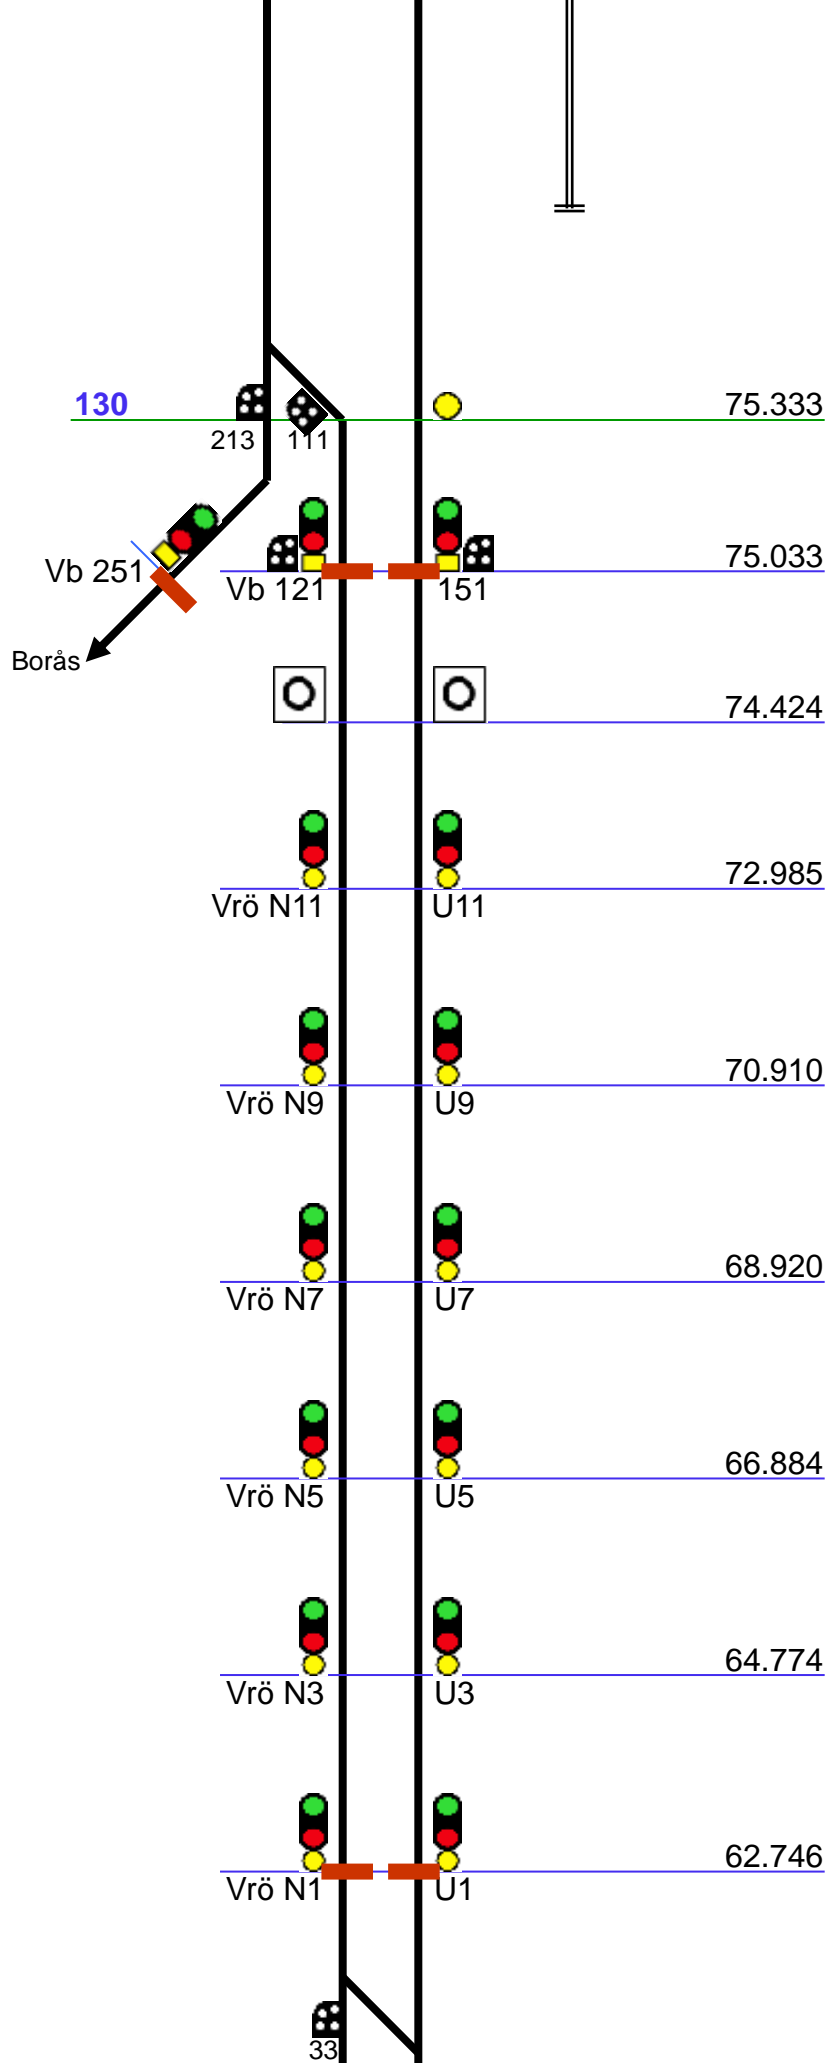 130 75.333
213 111
Vb 251 Vb 121 151 75.033
Borås
74.424
72.985
Vrö N11 U11
70.910
Vrö N9 U9
68.920
Vrö N7 U7
66.884
Vrö N5 U5
64.774
Vrö N3 U3
62.746
Vrö N1 U1
33